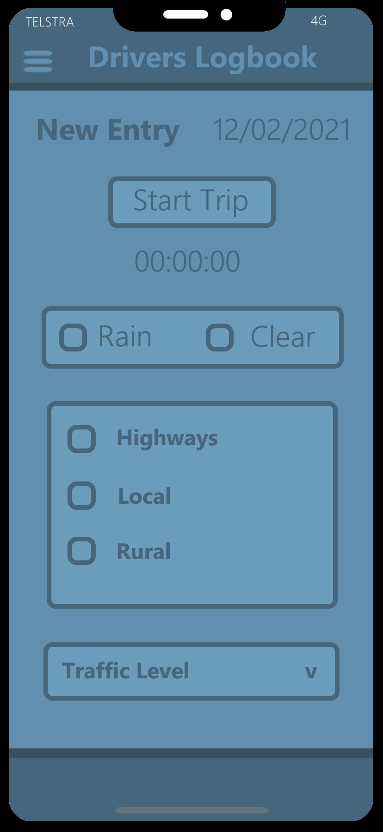 TELSTRA 4G
Drivers Logbook
New Entry 12/02/2021
Start Trip
00:00:00
Rain Clear
Highways
Local
Rural
Traffic Level v